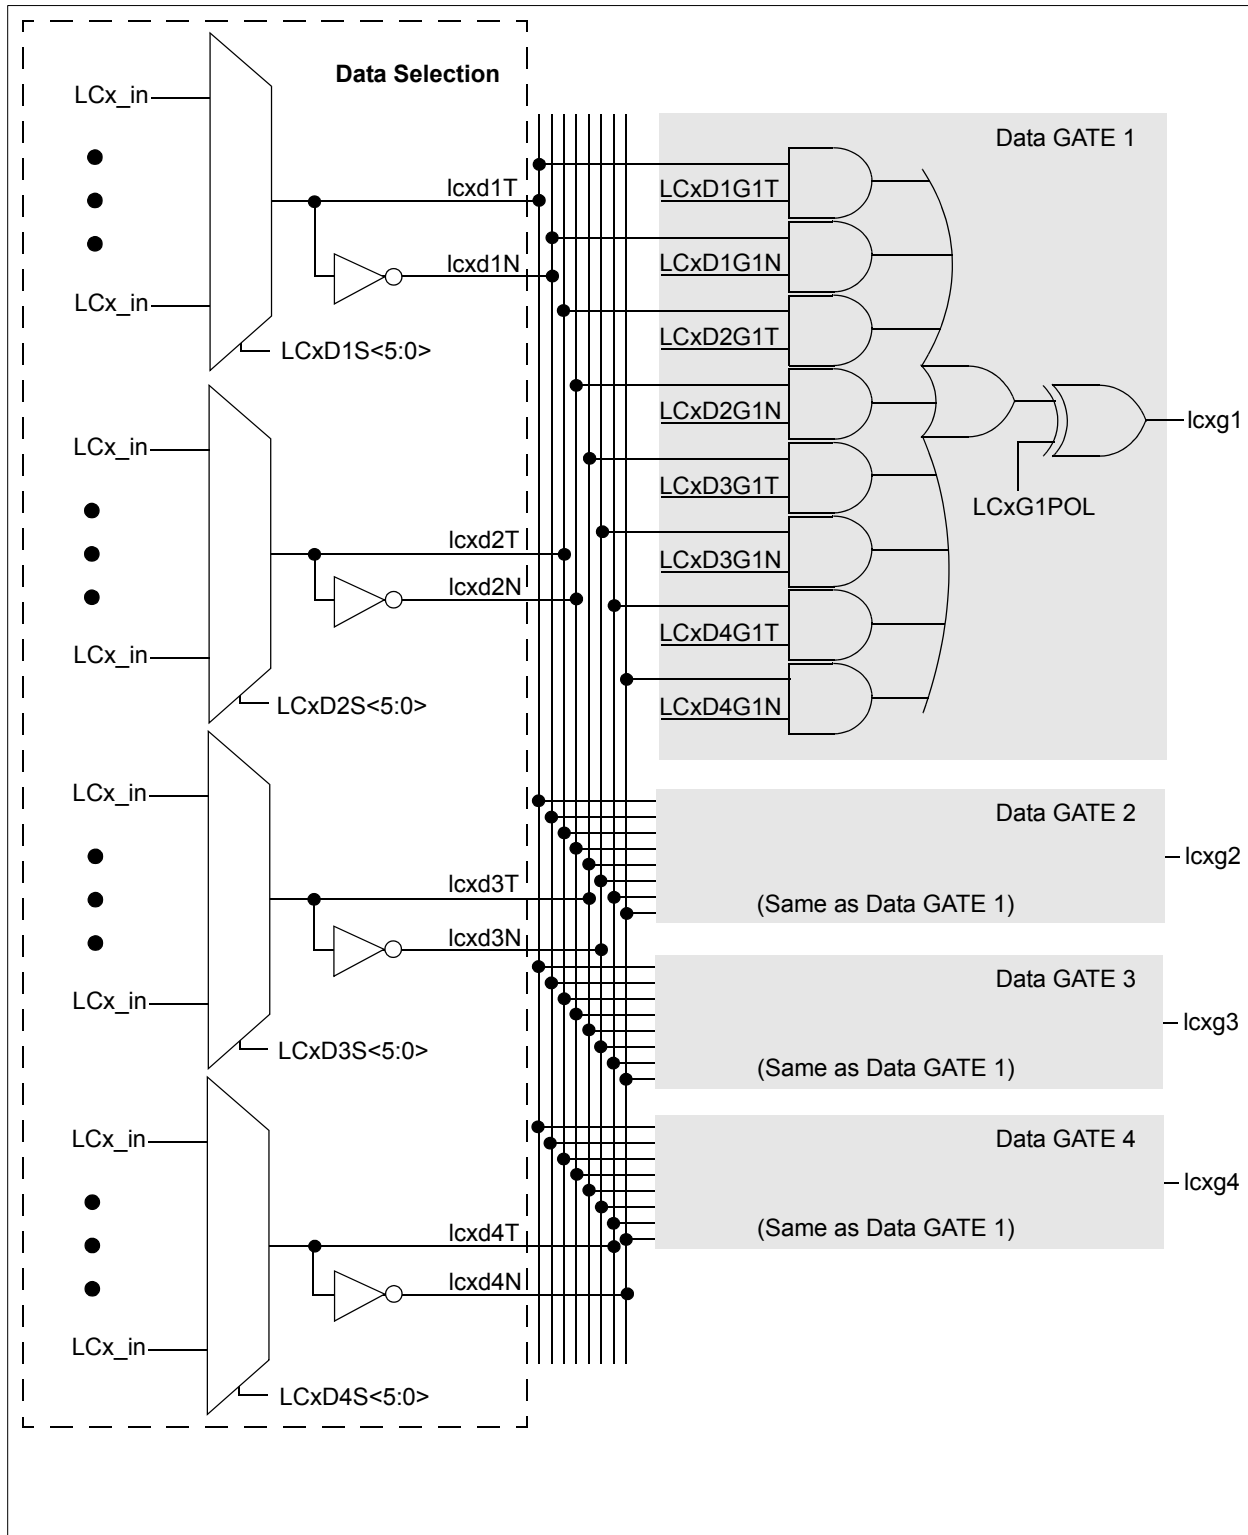 Data Selection
LCx_in
LCx_in
lcxd1T
lcxd1N
LCxD1S<5:0>
LCx_in
LCx_in
lcxd2T
lcxd2N
LCxD2S<5:0>
LCx_in
LCx_in
lcxd3T
lcxd3N
LCxD3S<5:0>
LCx_in
LCx_in
lcxd4T
lcxd4N
LCxD4S<5:0>
Data GATE 1
LCxD1G1T
LCxD1G1N
LCxD2G1T
LCxD2G1N
LCxD3G1T
LCxD3G1N
LCxD4G1T
LCxD4G1N
LCxG1POL
lcxg1
Data GATE 2
(Same as Data GATE 1)
lcxg2
Data GATE 3
(Same as Data GATE 1)
lcxg3
Data GATE 4
(Same as Data GATE 1)
lcxg4